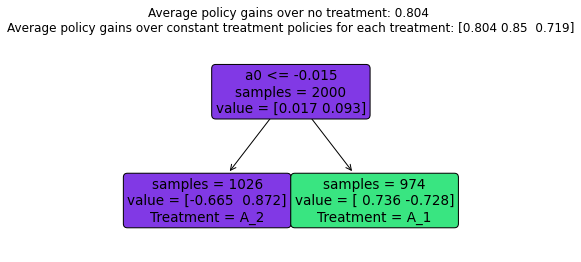 Average policy gains over no treatment: 0.804
Average policy gains over constant treatment policies for each treatment: [0.804 0.85  0.719]
a0 <= -0.015
samples = 2000
value = [0.017 0.093]
samples = 1026
value = [-0.665  0.872]
Treatment = A_2
samples = 974
value = [ 0.736 -0.728]
Treatment = A_1